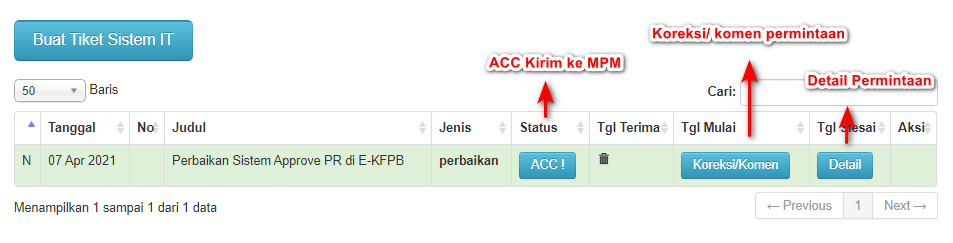 Buat Tiket Sistem IT
Koreksi/ komen permintaan
ACC Kirim ke MPM
Detail Permintaan
50 Baris
Cari:
Tanggal No Judul Jenis Status Tgl Terima Tgl Mulai Tgl Slesai Aksi
N 07 Apr 2021 Perbaikan Sistem Approve PR di E-KFPB perbaikan ACC ! Koreksi/Komen Detail
Menampilkan 1 sampai 1 dari 1 data
← Previous 1 Next →